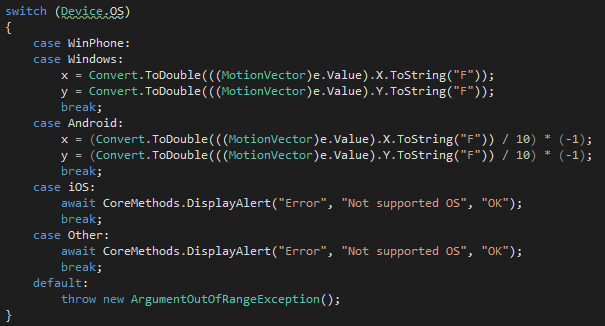 switch (Device.OS)
{
    case WinPhone:
    case Windows:
        x = Convert.ToDouble(((MotionVector)e.Value).X.ToString("F"));
        y = Convert.ToDouble(((MotionVector)e.Value).Y.ToString("F"));
        break;
    case Android:
        x = (Convert.ToDouble(((MotionVector)e.Value).X.ToString("F")) / 10) * (-1);
        y = (Convert.ToDouble(((MotionVector)e.Value).Y.ToString("F")) / 10) * (-1);
        break;
    case iOS:
        await CoreMethods.DisplayAlert("Error", "Not supported OS", "OK");
        break;
    case Other:
        await CoreMethods.DisplayAlert("Error", "Not supported OS", "OK");
        break;
    default:
        throw new ArgumentOutOfRangeException();
}